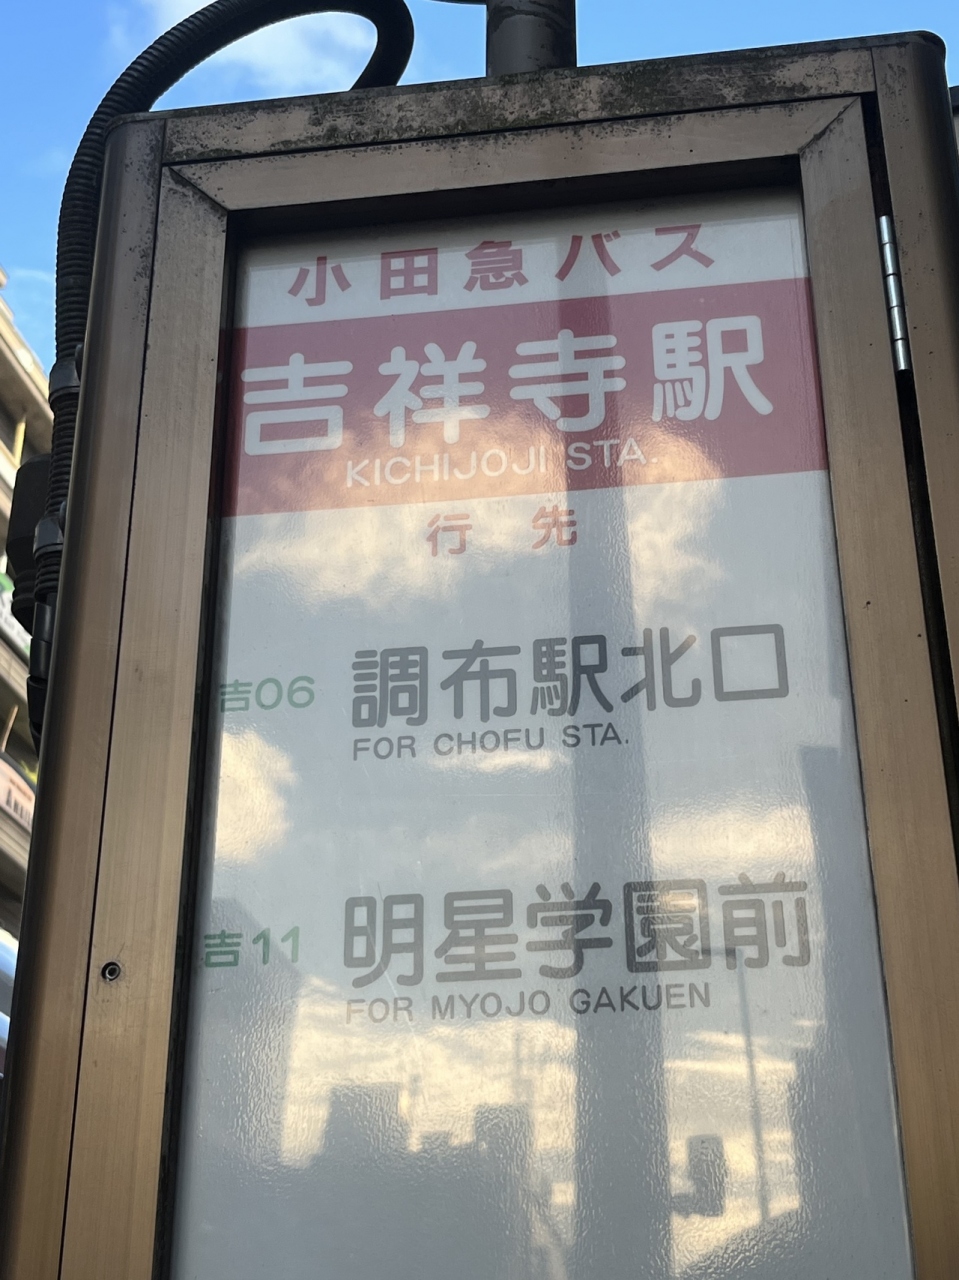 小田急バス
吉祥寺駅
KICHIJOJI STA.
行先
吉06 調布駅北口
FOR CHOFU STA.
吉11 明星学園前
FOR MYOJO GAKUEN